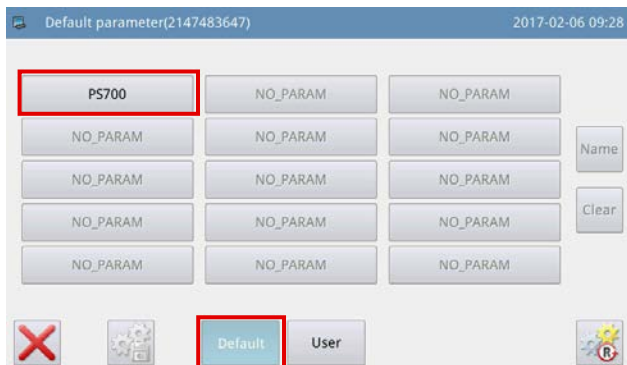 Default parameter(2147483647) 2017-02-06 09:28
PS700 NO_PARAM NO_PARAM
NO_PARAM NO_PARAM NO_PARAM
Name
NO_PARAM NO_PARAM NO_PARAM
Clear
NO_PARAM NO_PARAM NO_PARAM
NO_PARAM NO_PARAM NO_PARAM
Default User
R